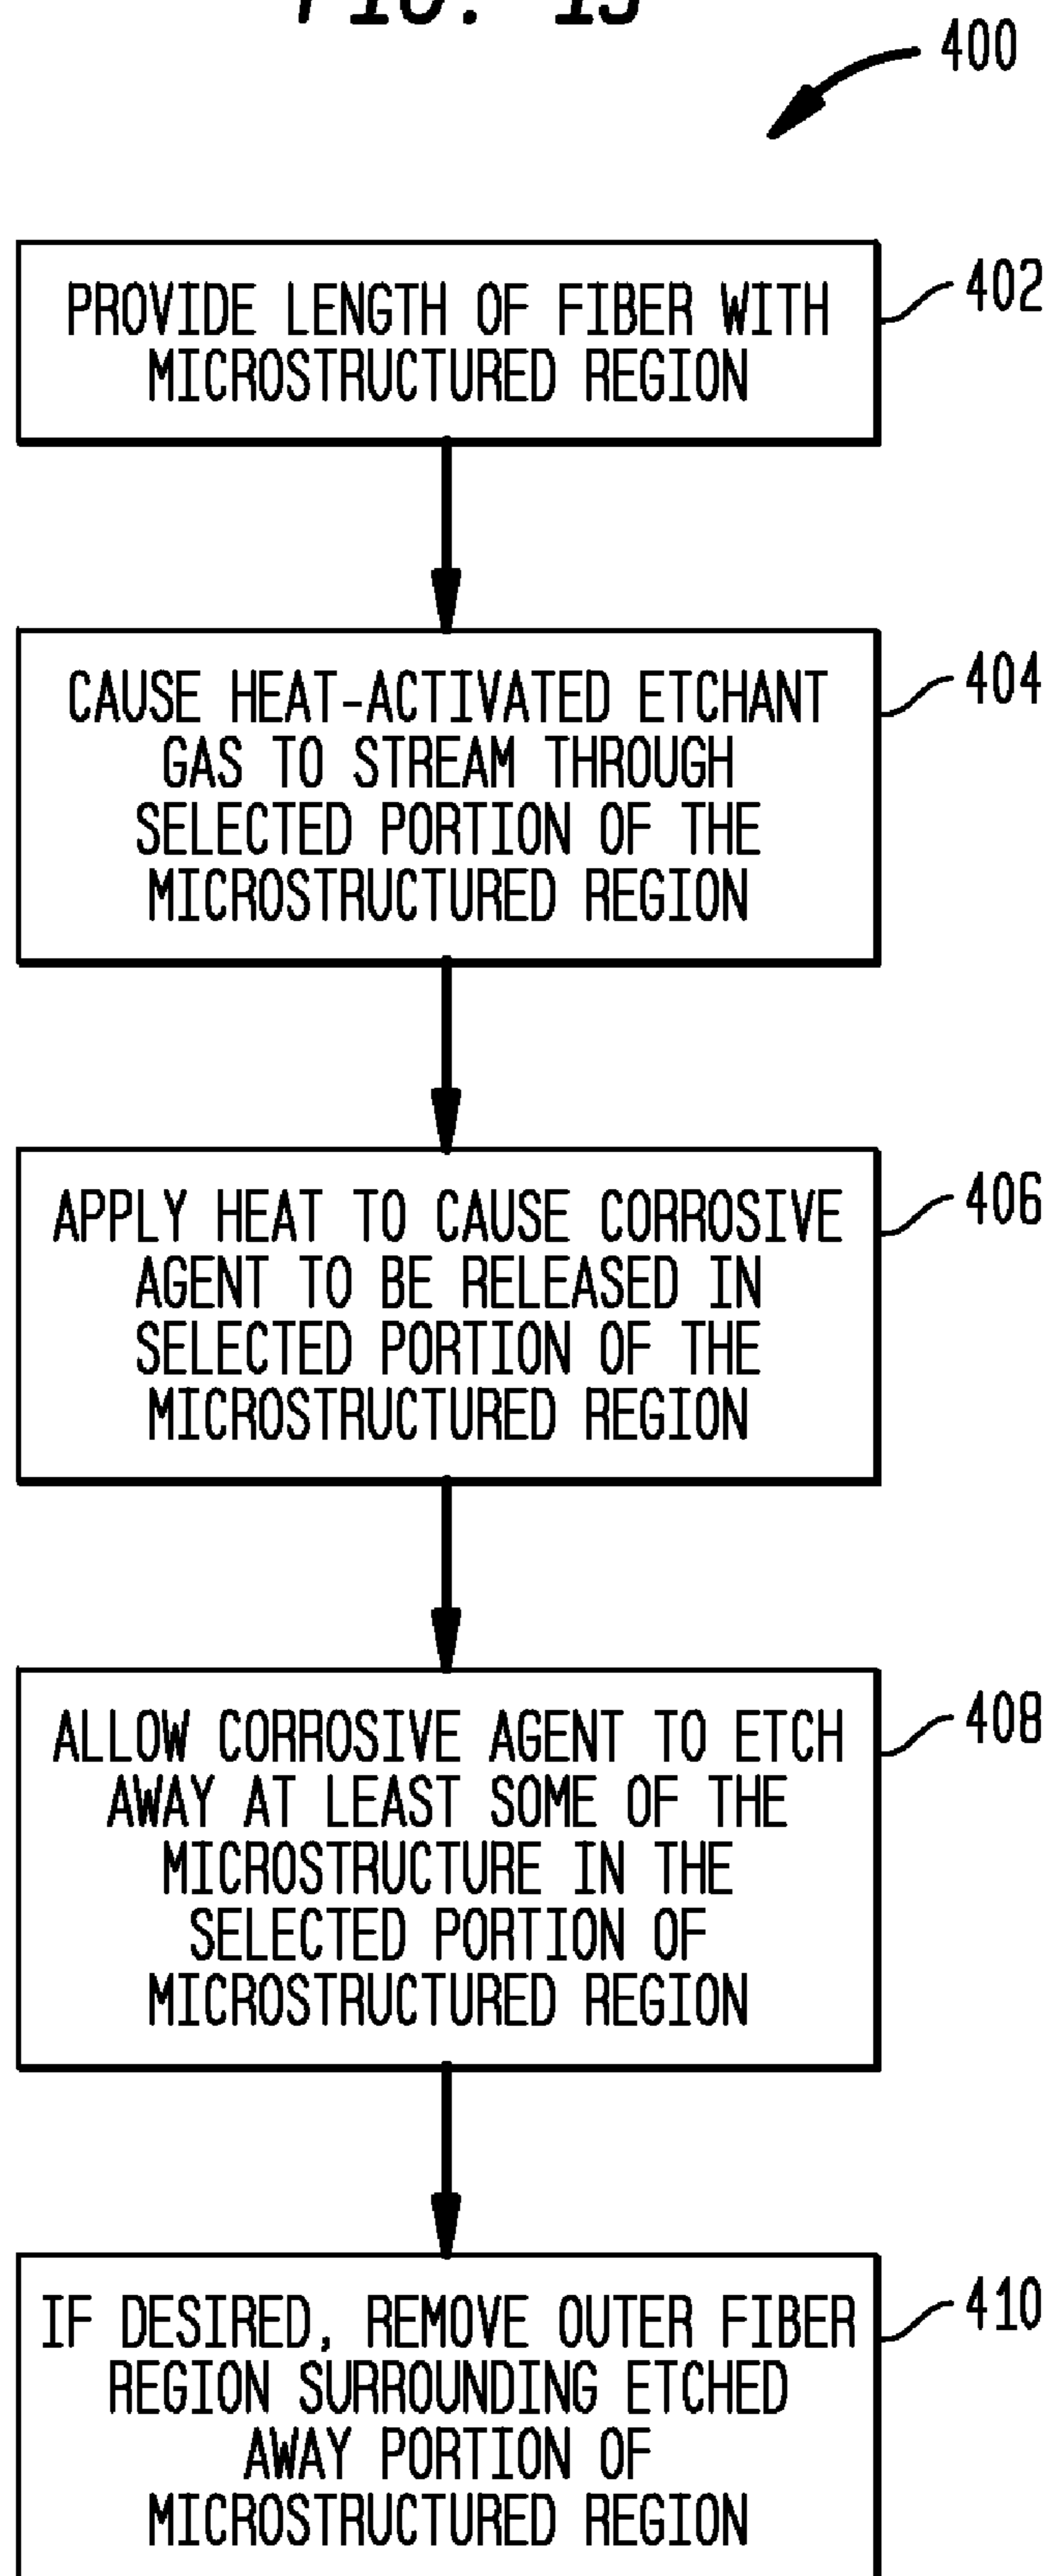 400
PROVIDE LENGTH OF FIBER WITH
MICROSTRUCTURED REGION
402
CAUSE HEAT-ACTIVATED ETCHANT
GAS TO STREAM THROUGH
SELECTED PORTION OF THE
MICROSTRUCTURED REGION
404
APPLY HEAT TO CAUSE CORROSIVE
AGENT TO BE RELEASED IN
SELECTED PORTION OF THE
MICROSTRUCTURED REGION
406
ALLOW CORROSIVE AGENT TO ETCH
AWAY AT LEAST SOME OF THE
MICROSTRUCTURE IN THE
SELECTED PORTION OF
MICROSTRUCTURED REGION
408
IF DESIRED, REMOVE OUTER FIBER
REGION SURROUNDING ETCHED
AWAY PORTION OF
MICROSTRUCTURED REGION
410